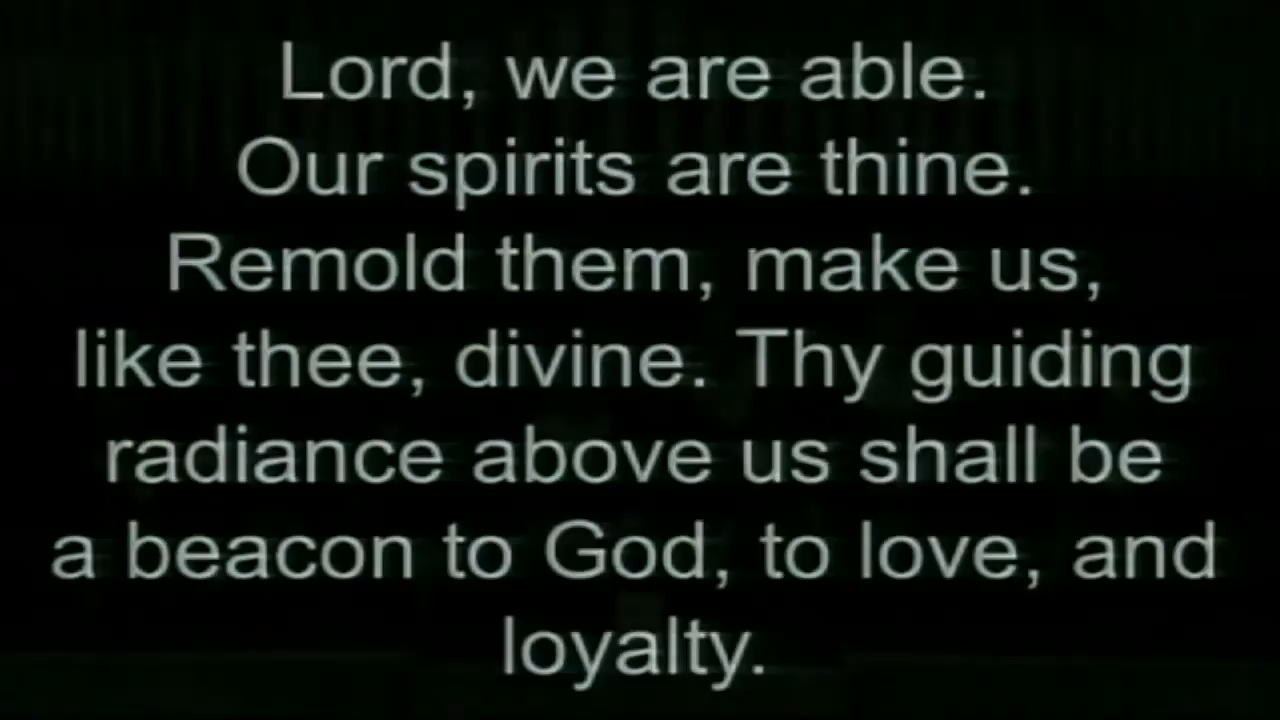 Lord, we are able.
Our spirits are thine.
Remold them, make us,
like thee, divine. Thy guiding
radiance above us shall be
a beacon to God, to love, and
loyalty.